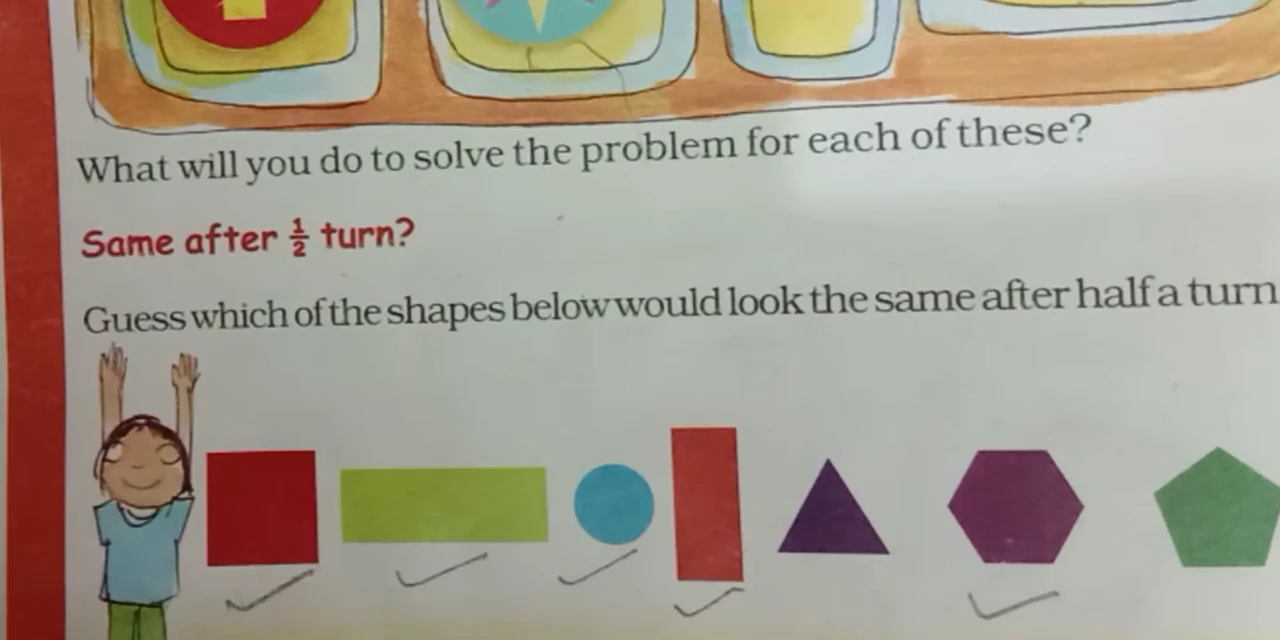 What will you do to solve the problem for each of these?
Same after ½ turn?
Guess which of the shapes below would look the same after half a turn